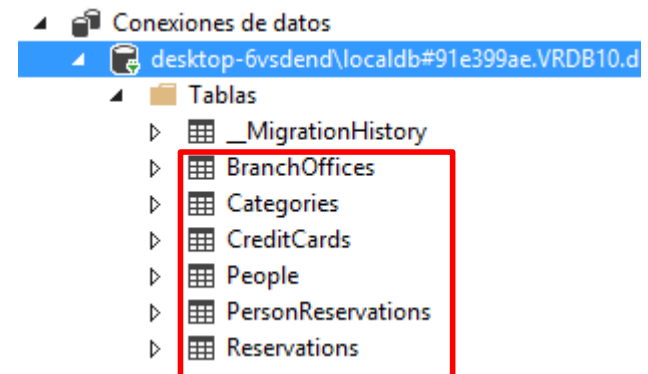 Conexiones de datos
desktop-6vsdend\localdb#91e399ae.VRDB10.d
Tablas
__MigrationHistory
BranchOffices
Categories
CreditCards
People
PersonReservations
Reservations